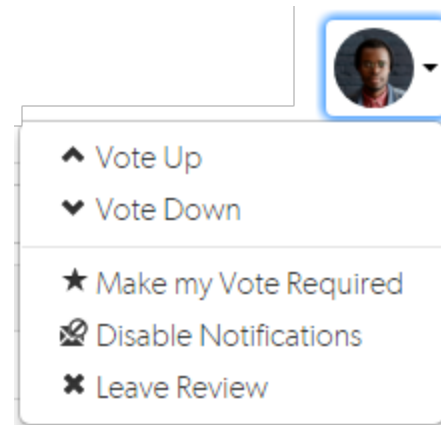 Vote Up
Vote Down
Make my Vote Required
Disable Notifications
Leave Review